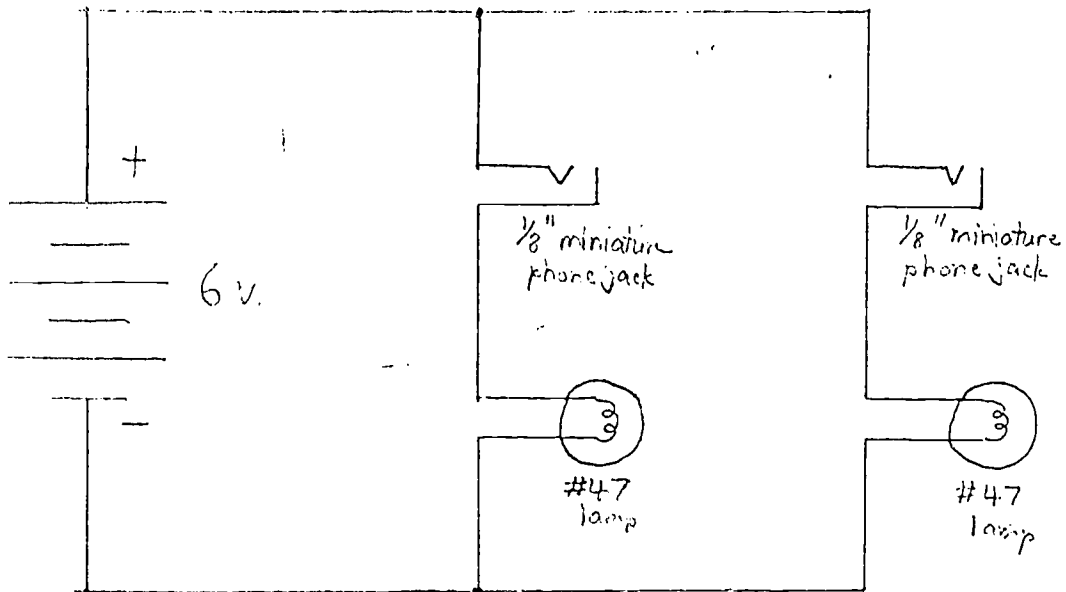 +
6 v.
−
1/8" miniature
phone jack
1/8" miniature
phone jack
#47
lamp
#47
lamp